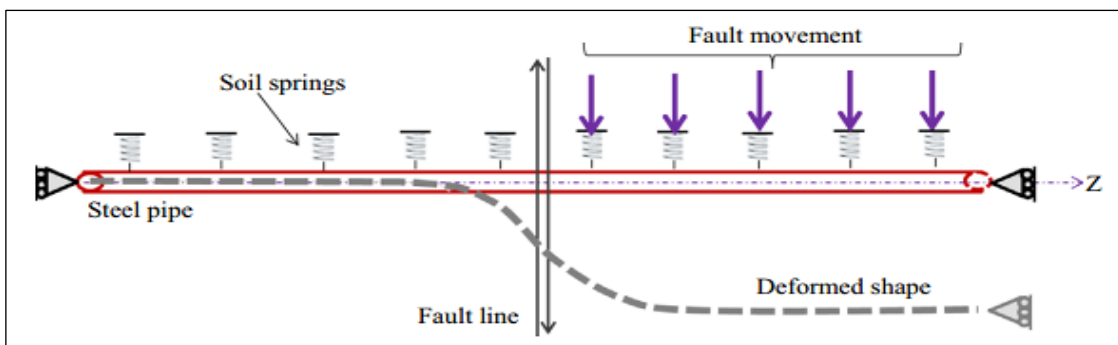 Fault movement
Soil springs
Z
Steel pipe
Deformed shape
Fault line